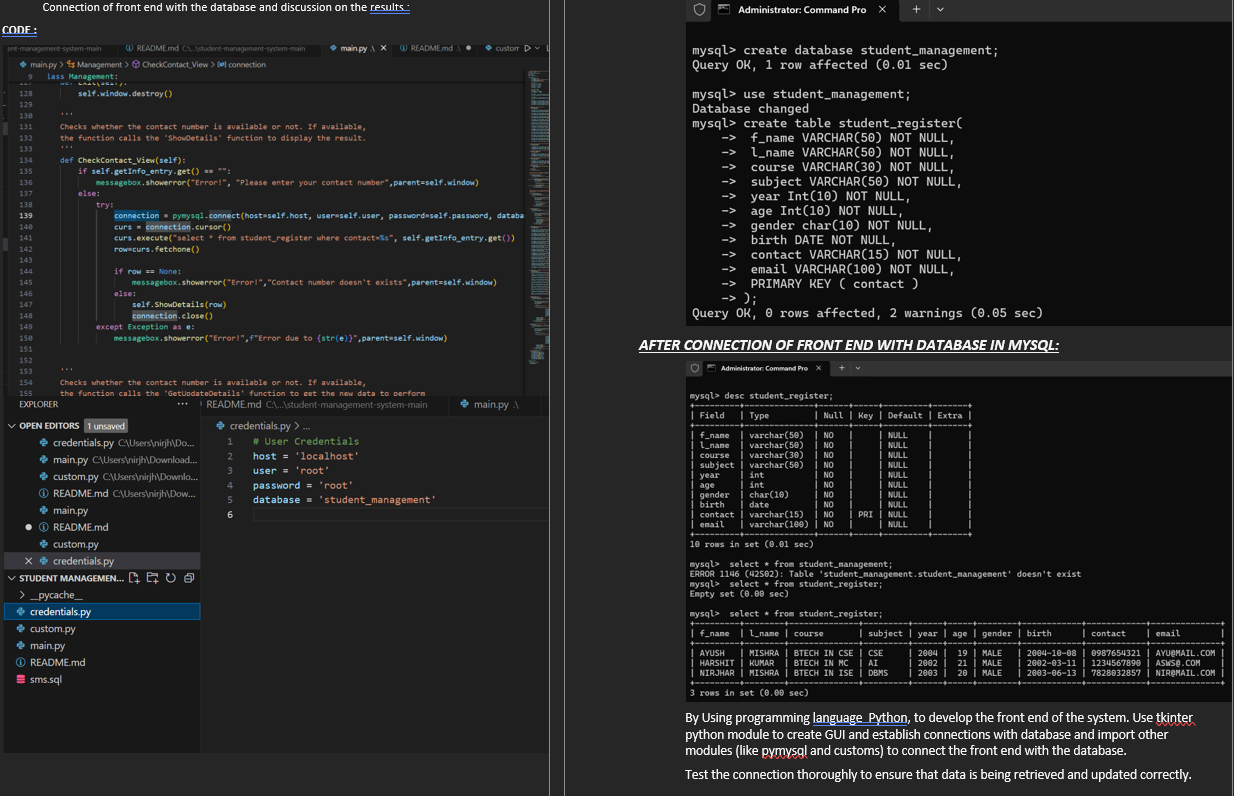 Connection of front end with the database and discussion on the results :
CODE :
ent-management-system-main README.md C:\...\student-management-system-main main.py .\ README.md .\ custom
main.py > Management > CheckContact_View > connection
9 lass Management:
128 self.window.destroy()
129
130 '''
131 Checks whether the contact number is available or not. If available,
132 the function calls the 'ShowDetails' function to display the result.
133 '''
134 def CheckContact_View(self):
135 if self.getInfo_entry.get() == "":
136 messagebox.showerror("Error!", "Please enter your contact number",parent=self.window)
137 else:
138 try:
139 connection = pymysql.connect(host=self.host, user=self.user, password=self.password, databa
140 curs = connection.cursor()
141 curs.execute("select * from student_register where contact=%s", self.getInfo_entry.get())
142 row=curs.fetchone()
143
144 if row == None:
145 messagebox.showerror("Error!","Contact number doesn't exists",parent=self.window)
146 else:
147 self.ShowDetails(row)
148 connection.close()
149 except Exception as e:
150 messagebox.showerror("Error!",f"Error due to {str(e)}",parent=self.window)
151
152
153 '''
154 Checks whether the contact number is available or not. If available,
155 the function calls the 'GetUpdateDetails' function to get the new data to perform
EXPLORER ...
OPEN EDITORS 1 unsaved
credentials.py C:\Users\nirjh\Do...
main.py C:\Users\nirjh\Download...
custom.py C:\Users\nirjh\Downlo...
README.md C:\Users\nirjh\Dow...
main.py
README.md
custom.py
credentials.py
STUDENT MANAGEMEN...
__pycache__
credentials.py
custom.py
main.py
README.md
sms.sql
README.md C:\...\student-management-system-main main.py .\
credentials.py > ...
1 # User Credentials
2 host = 'localhost'
3 user = 'root'
4 password = 'root'
5 database = 'student_management'
6
Administrator: Command Pro
mysql> create database student_management;
Query OK, 1 row affected (0.01 sec)
mysql> use student_management;
Database changed
mysql> create table student_register(
-> f_name VARCHAR(50) NOT NULL,
-> l_name VARCHAR(50) NOT NULL,
-> course VARCHAR(30) NOT NULL,
-> subject VARCHAR(50) NOT NULL,
-> year Int(10) NOT NULL,
-> age Int(10) NOT NULL,
-> gender char(10) NOT NULL,
-> birth DATE NOT NULL,
-> contact VARCHAR(15) NOT NULL,
-> email VARCHAR(100) NOT NULL,
-> PRIMARY KEY ( contact )
-> );
Query OK, 0 rows affected, 2 warnings (0.05 sec)
AFTER CONNECTION OF FRONT END WITH DATABASE IN MYSQL:
Administrator: Command Pro
mysql> desc student_register;
| Field | Type | Null | Key | Default | Extra |
| f_name | varchar(50) | NO | | NULL | |
| l_name | varchar(50) | NO | | NULL | |
| course | varchar(30) | NO | | NULL | |
| subject | varchar(50) | NO | | NULL | |
| year | int | NO | | NULL | |
| age | int | NO | | NULL | |
| gender | char(10) | NO | | NULL | |
| birth | date | NO | | NULL | |
| contact | varchar(15) | NO | PRI | NULL | |
| email | varchar(100) | NO | | NULL | |
10 rows in set (0.01 sec)
mysql> select * from student_management;
ERROR 1146 (42S02): Table 'student_management.student_management' doesn't exist
mysql> select * from student_register;
Empty set (0.00 sec)
mysql> select * from student_register;
| f_name | l_name | course | subject | year | age | gender | birth | contact | email |
| AYUSH | MISHRA | BTECH IN CSE | CSE | 2004 | 19 | MALE | 2004-10-08 | 0987654321 | AYU@MAIL.COM |
| HARSHIT | KUMAR | BTECH IN MC | AI | 2002 | 21 | MALE | 2002-03-11 | 1234567890 | ASWS@.COM |
| NIRJHAR | MISHRA | BTECH IN ISE | DBMS | 2003 | 20 | MALE | 2003-06-13 | 7828032857 | NIR@MAIL.COM |
3 rows in set (0.00 sec)
By Using programming language Python, to develop the front end of the system. Use tkinter
python module to create GUI and establish connections with database and import other
modules (like pymysql and customs) to connect the front end with the database.
Test the connection thoroughly to ensure that data is being retrieved and updated correctly.